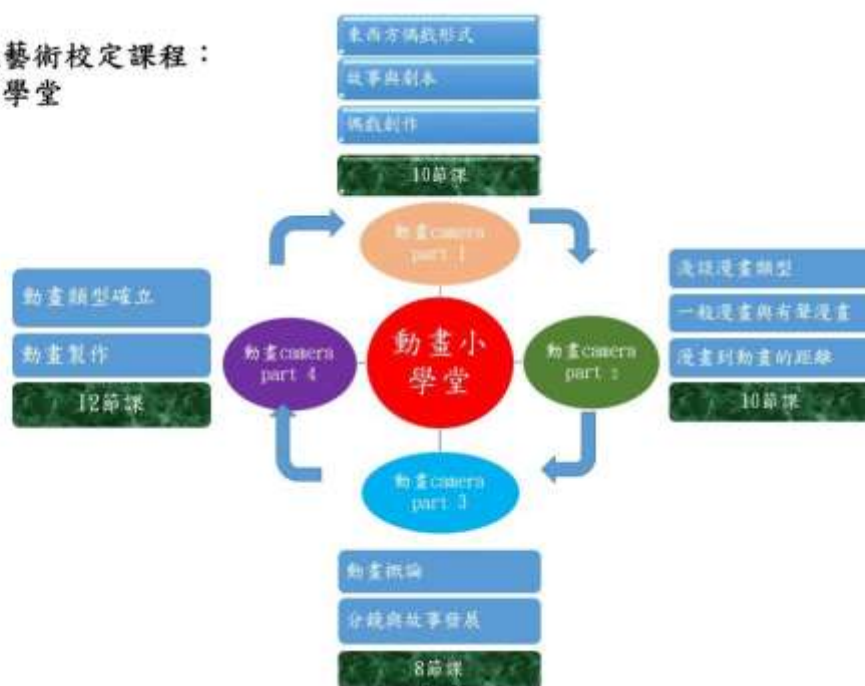 藝術校定課程：
學堂
東西方偶戲形式
故事與劇本
偶戲創作
10節課
動畫camera
part 1
淺談漫畫類型
一般漫畫與有聲漫畫
漫畫到動畫的距離
10節課
動畫camera
part 2
動畫小
學堂
動畫類型確立
動畫製作
12節課
動畫camera
part 4
動畫camera
part 3
動畫概論
分鏡與故事發展
8節課